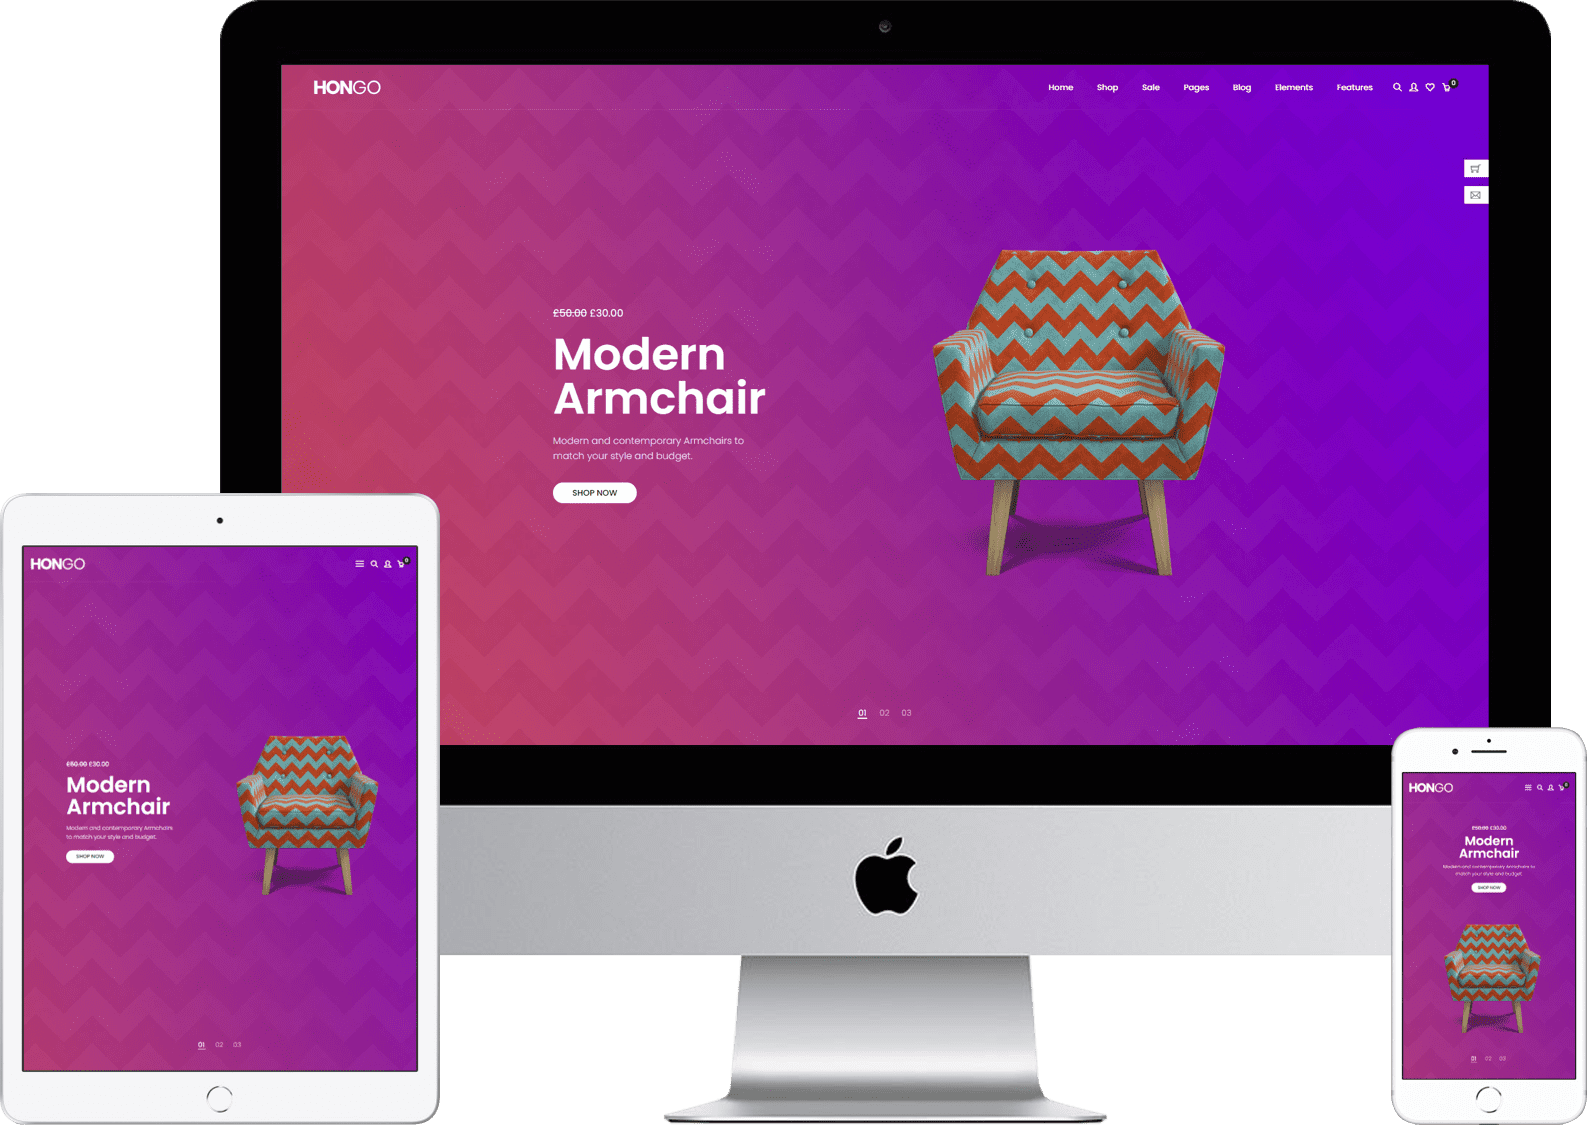 HONGO
Home Shop Sale Pages Blog Elements Features 0
£50.00 £30.00
Modern
Armchair
Modern and contemporary Armchairs to
match your style and budget.
SHOP NOW
01 02 03
HONGO
0
£50.00 £30.00
Modern
Armchair
Modern and contemporary Armchairs
to match your style and budget.
SHOP NOW
01 02 03
HONGO
0
£50.00 £30.00
Modern
Armchair
Modern and contemporary Armchairs to
match your style and budget.
SHOP NOW
01 02 03